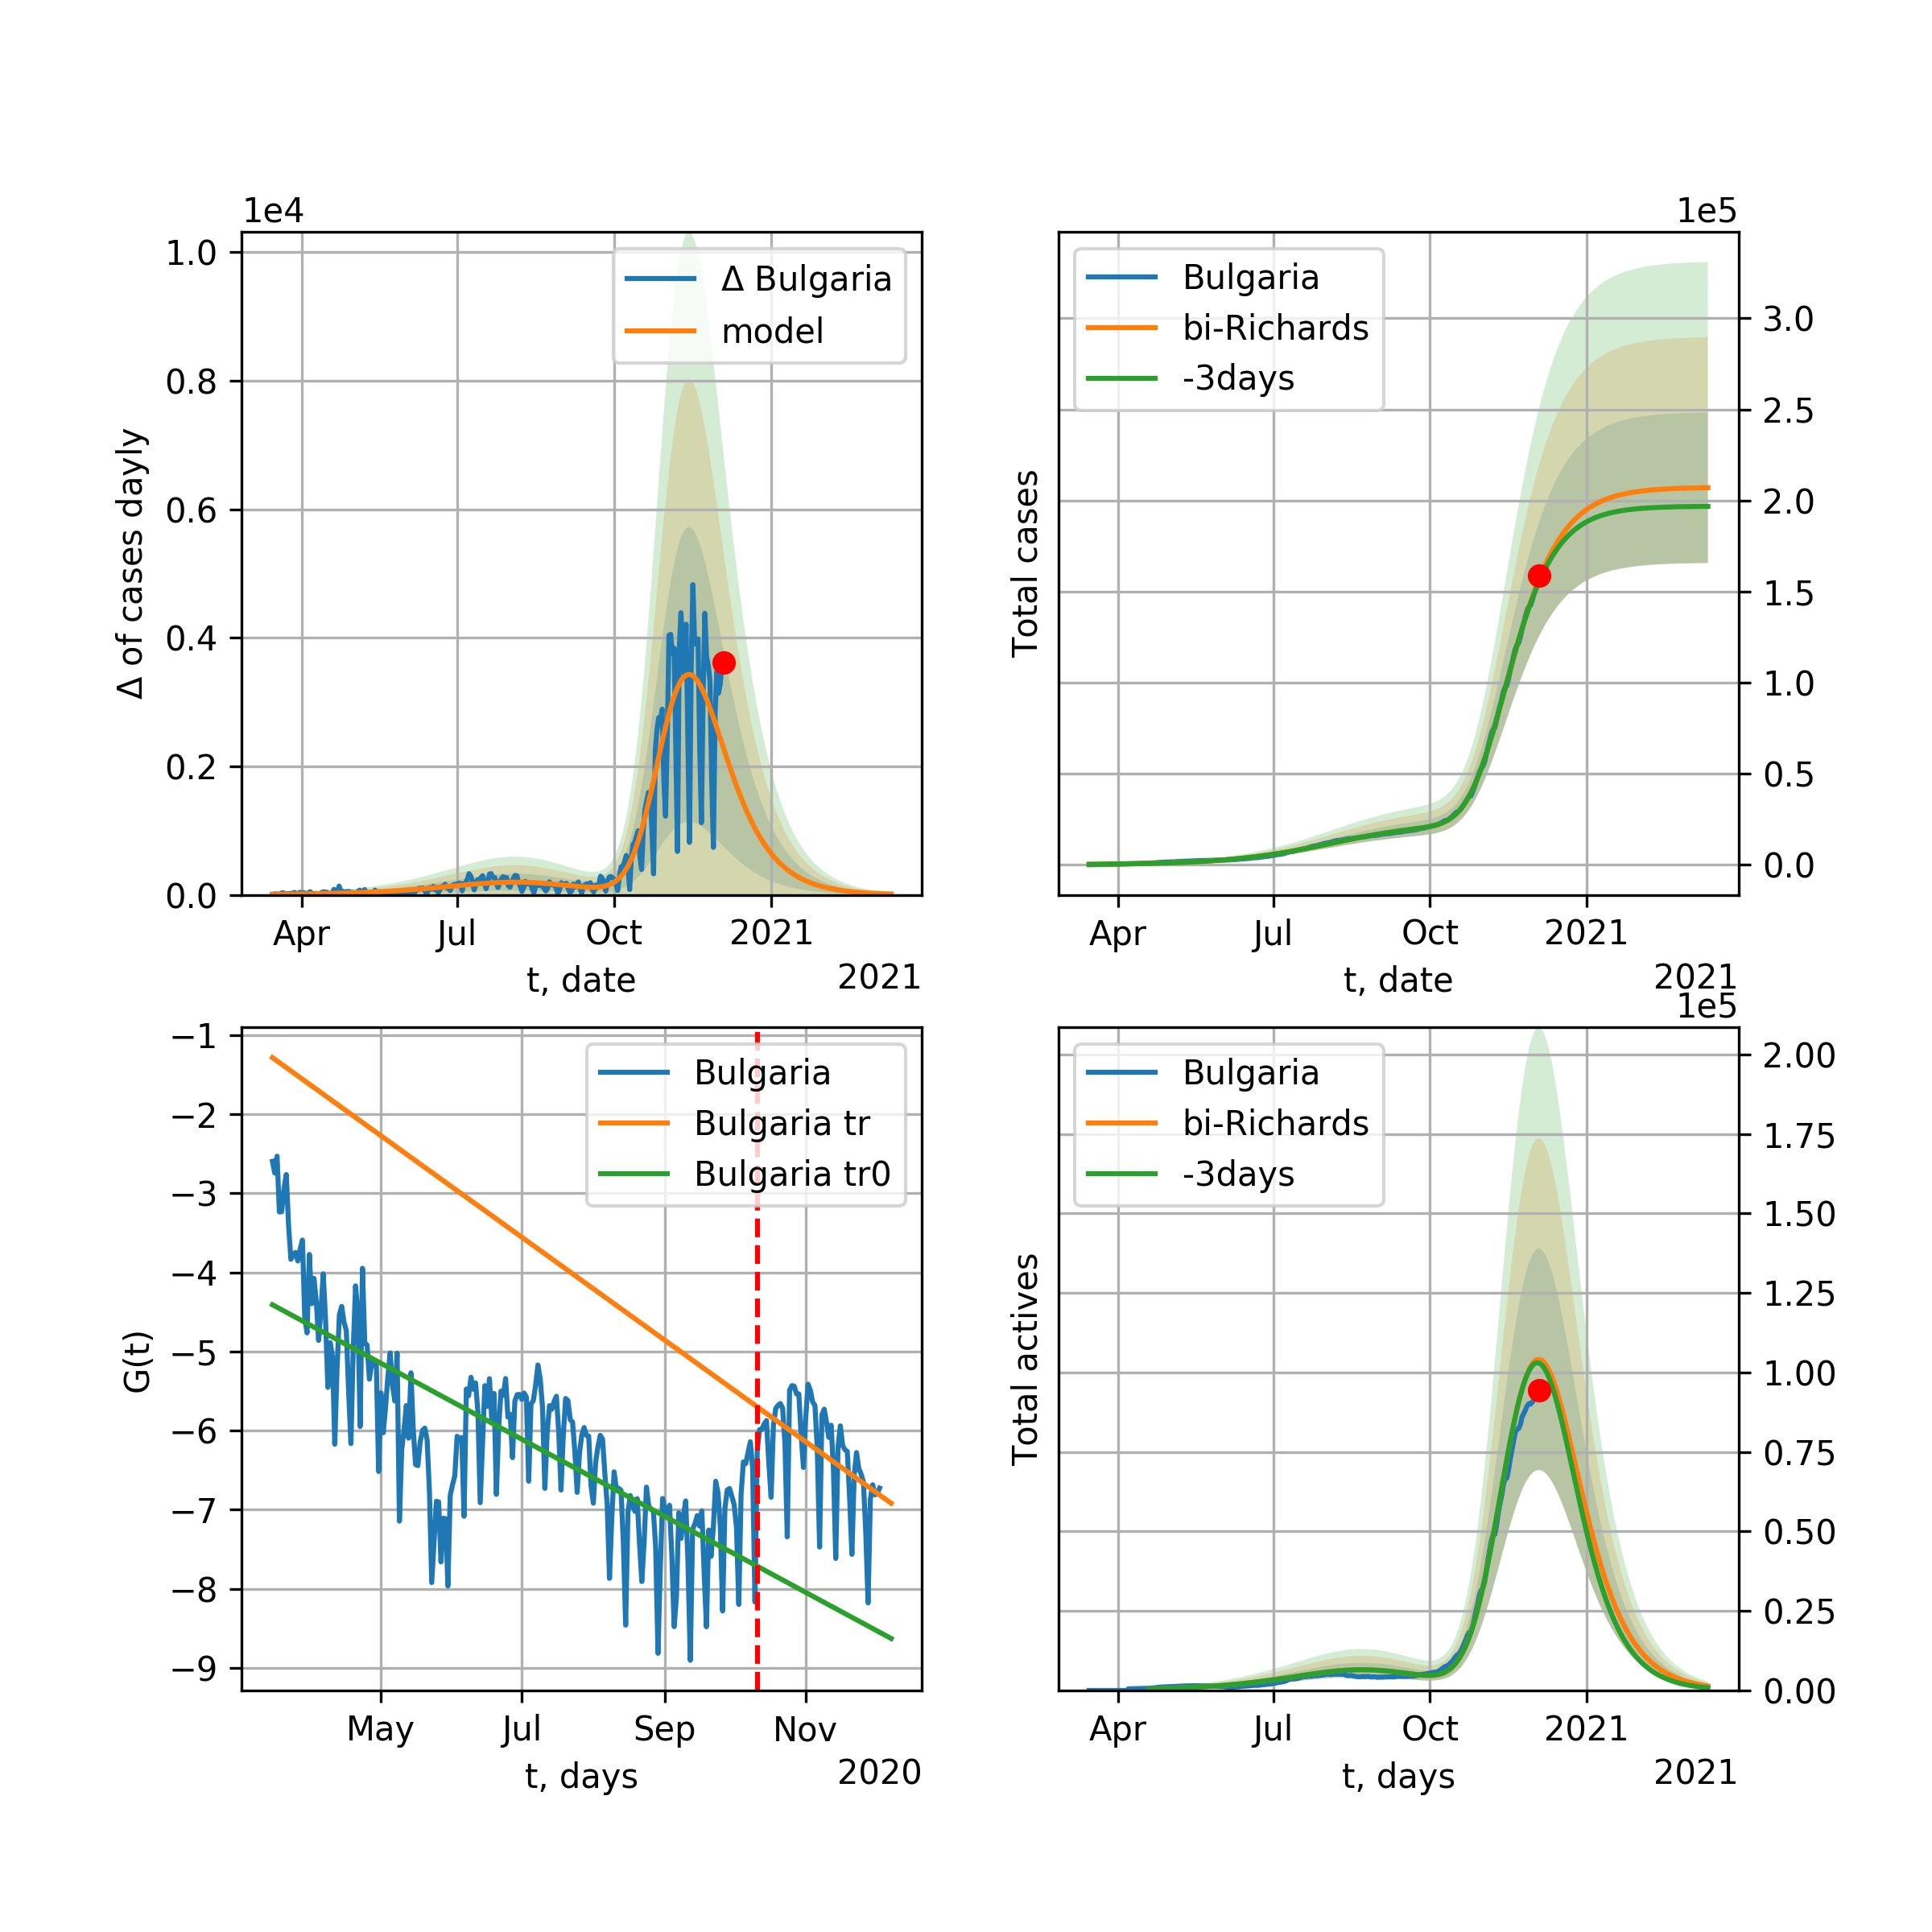 1e4
1.0
0.8
0.6
0.4
0.2
0.0
Δ of cases dayly
Δ Bulgaria
model
Apr
Jul
Oct
2021
t, date
2021
1e5
Bulgaria
bi-Richards
-3days
Total cases
3.0
2.5
2.0
1.5
1.0
0.5
0.0
Apr
Jul
Oct
2021
t, date
2021
−1
−2
−3
−4
−5
−6
−7
−8
−9
G(t)
Bulgaria
Bulgaria tr
Bulgaria tr0
May
Jul
Sep
Nov
t, days
2020
1e5
Bulgaria
bi-Richards
-3days
Total actives
2.00
1.75
1.50
1.25
1.00
0.75
0.50
0.25
0.00
Apr
Jul
Oct
2021
t, days
2021